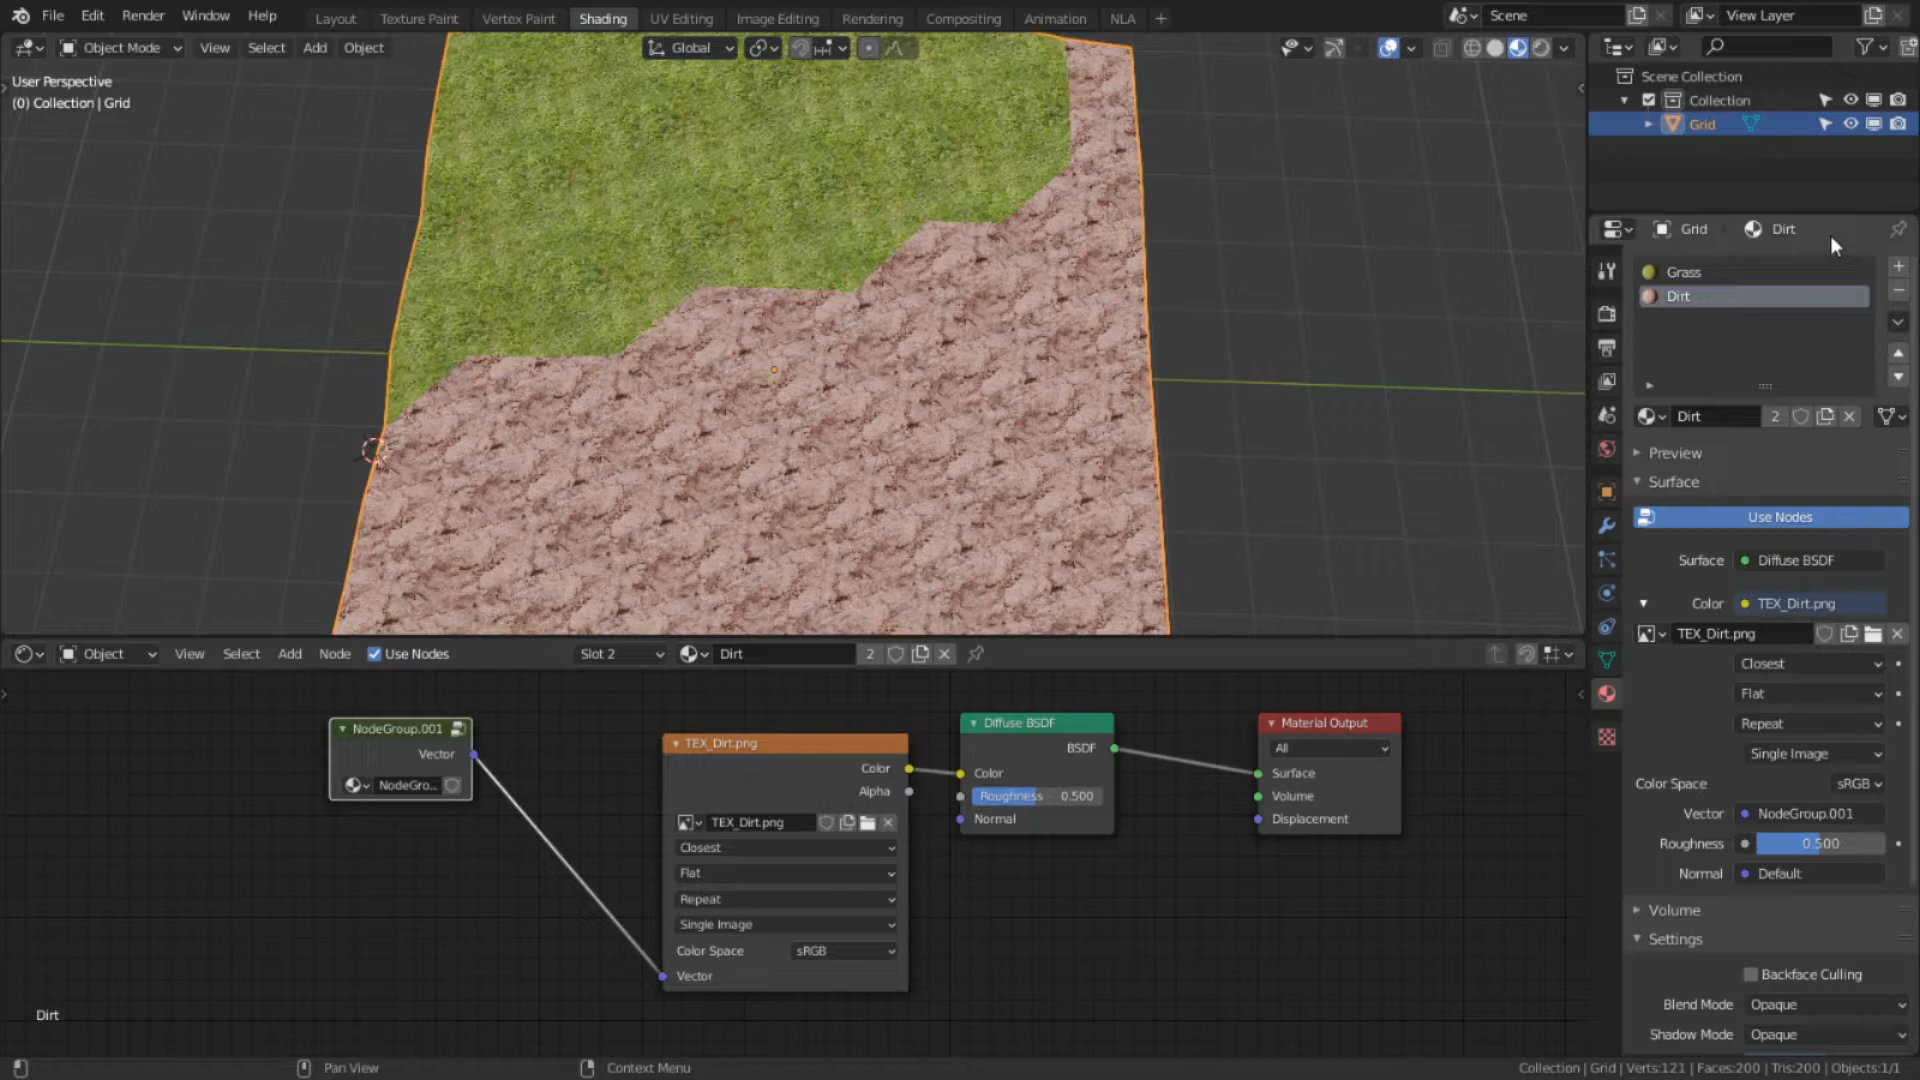 File Edit Render Window Help Layout Texture Paint Vertex Paint Shading UV Editing Image Editing Rendering Compositing Animation NLA + Scene View Layer
Object Mode View Select Add Object Global
User Perspective
(0) Collection | Grid
Scene Collection
Collection
Grid
Grid Dirt
Grass
Dirt
Dirt 2
Preview
Surface
Use Nodes
Surface Diffuse BSDF
Color TEX_Dirt.png
TEX_Dirt.png
Closest
Flat
Repeat
Single Image
Color Space sRGB
Vector NodeGroup.001
Roughness 0.500
Normal Default
Volume
Settings
Backface Culling
Blend Mode Opaque
Shadow Mode Opaque
Object View Select Add Node Use Nodes Slot 2 Dirt 2
NodeGroup.001
Vector
NodeGro...
TEX_Dirt.png
Color
Alpha
TEX_Dirt.png
Closest
Flat
Repeat
Single Image
Color Space sRGB
Vector
Diffuse BSDF
BSDF
Color
Roughness 0.500
Normal
Material Output
All
Surface
Volume
Displacement
Dirt
Pan View Context Menu Collection | Grid | Verts:121 | Faces:200 | Tris:200 | Objects:1/1